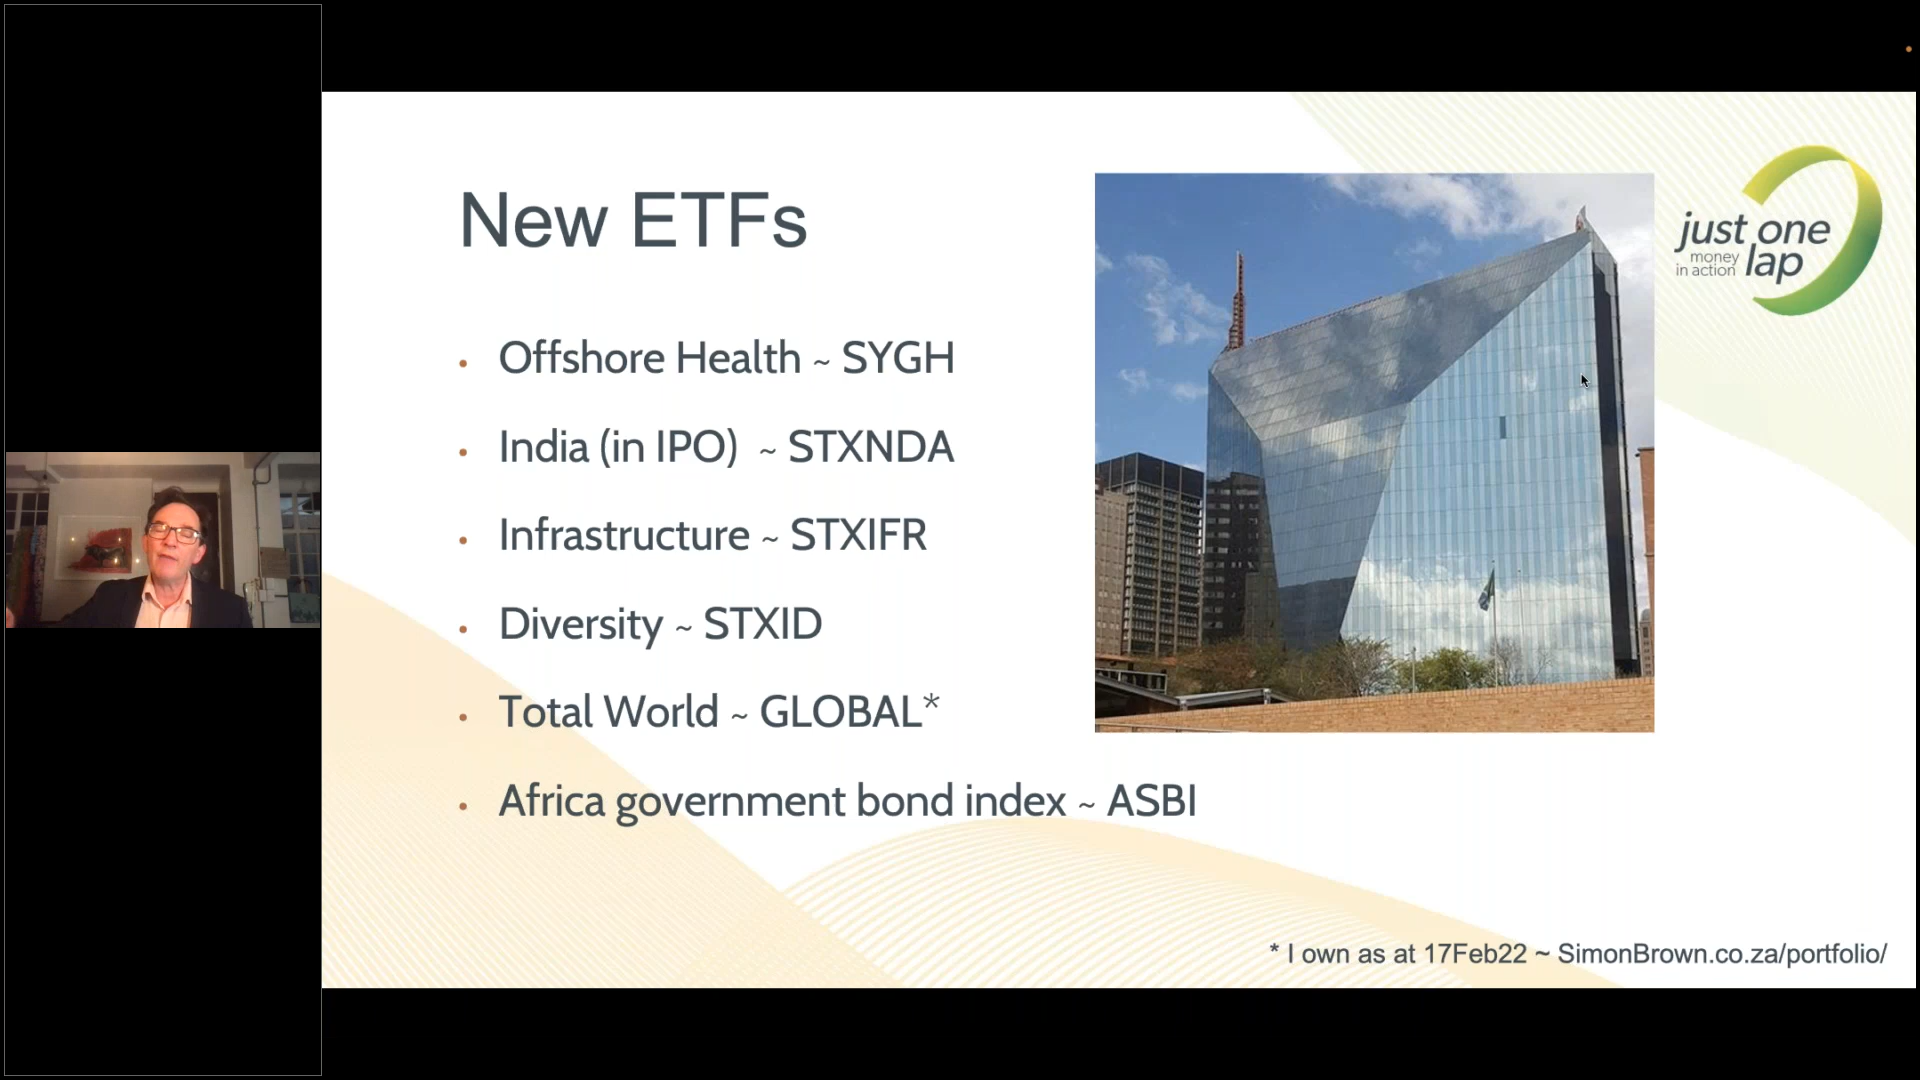 New ETFs
• Offshore Health ~ SYGH
• India (in IPO) ~ STXNDA
• Infrastructure ~ STXIFR
• Diversity ~ STXID
• Total World ~ GLOBAL*
• Africa government bond index ~ ASBI
just one
money
in action
lap
* I own as at 17Feb22 ~ SimonBrown.co.za/portfolio/